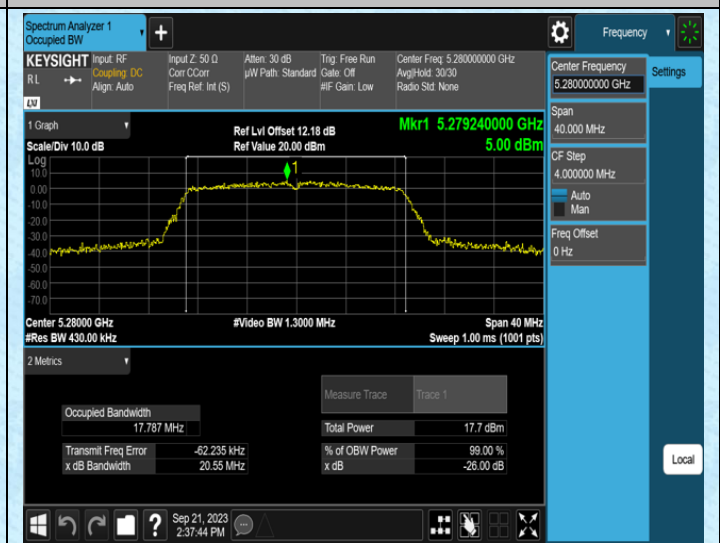 Spectrum Analyzer 1
Occupied BW
Frequency
KEYSIGHT
R L
LXI
Input: RF
Coupling: DC
Align: Auto
Input Z: 50 Ω
Corr CCorr
Freq Ref: Int (S)
Atten: 30 dB
µW Path: Standard
Trig: Free Run
Gate: Off
#IF Gain: Low
Center Freq: 5.280000000 GHz
Avg|Hold: 30/30
Radio Std: None
Center Frequency
5.280000000 GHz
Settings
Span
40.000 MHz
CF Step
4.000000 MHz
Auto
Man
Freq Offset
0 Hz
1 Graph
Scale/Div 10.0 dB
Ref Lvl Offset 12.18 dB
Ref Value 20.00 dBm
Mkr1 5.279240000 GHz
5.00 dBm
Log
10.0
0.00
-10.0
-20.0
-30.0
-40.0
-50.0
-60.0
-70.0
1
Center 5.28000 GHz
#Res BW 430.00 kHz
#Video BW 1.3000 MHz
Span 40 MHz
Sweep 1.00 ms (1001 pts)
2 Metrics
Measure Trace
Trace 1
Occupied Bandwidth
17.787 MHz
Total Power
17.7 dBm
Transmit Freq Error
-62.235 kHz
% of OBW Power
99.00 %
x dB Bandwidth
20.55 MHz
x dB
-26.00 dB
Local
?
Sep 21, 2023
2:37:44 PM